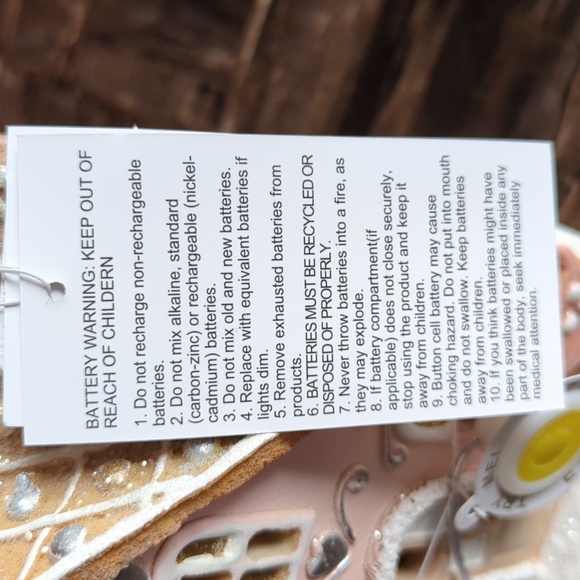 BATTERY WARNING: KEEP OUT OF
REACH OF CHILDERN
1. Do not recharge non-rechargeable
batteries.
2. Do not mix alkaline, standard
(carbon-zinc) or rechargeable (nickel-
cadmium) batteries.
3. Do not mix old and new batteries.
4. Replace with equivalent batteries if
lights dim.
5. Remove exhausted batteries from
products.
6. BATTERIES MUST BE RECYCLED OR
DISPOSED OF PROPERLY.
7. Never throw batteries into a fire, as
they may explode.
8. If battery compartment(if
applicable) does not close securely,
stop using the product and keep it
away from children.
9. Button cell battery may cause
choking hazard. Do not put into mouth
and do not swallow. Keep batteries
away from children.
10. If you think batteries might have
been swallowed or placed inside any
part of the body, seek immediately
medical attention.